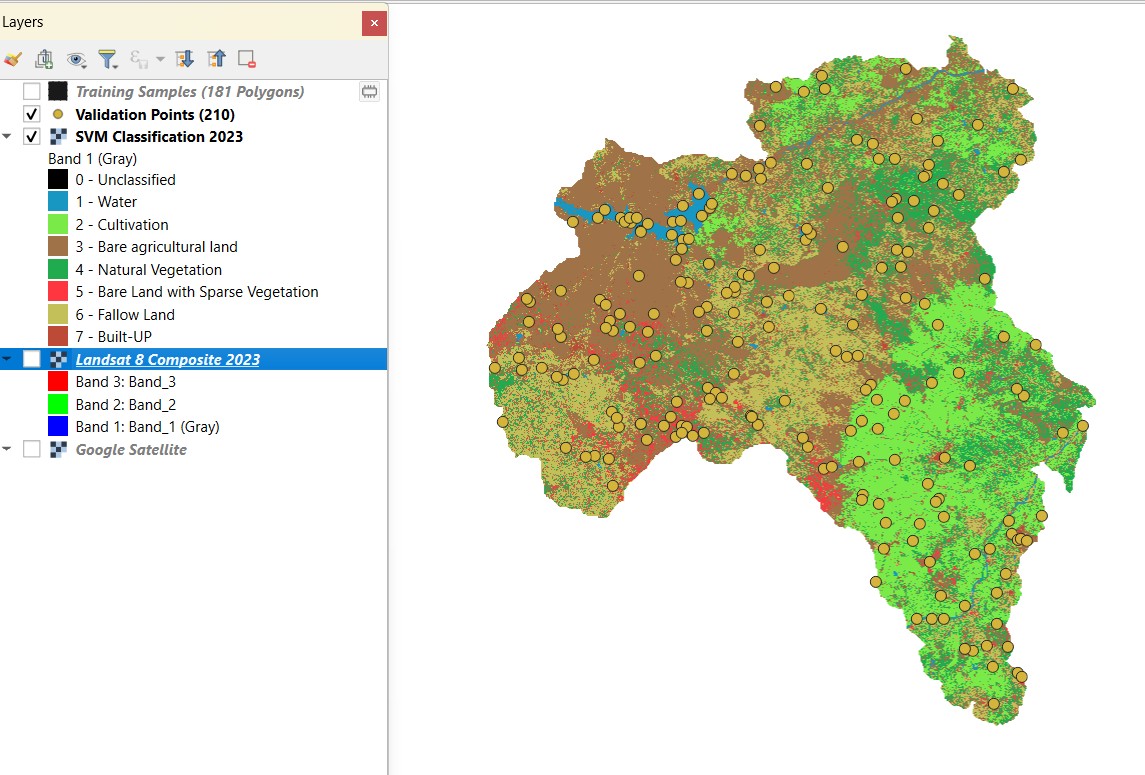 Layers
Training Samples (181 Polygons)
Validation Points (210)
SVM Classification 2023
Band 1 (Gray)
0 - Unclassified
1 - Water
2 - Cultivation
3 - Bare agricultural land
4 - Natural Vegetation
5 - Bare Land with Sparse Vegetation
6 - Fallow Land
7 - Built-UP
Landsat 8 Composite 2023
Band 3: Band_3
Band 2: Band_2
Band 1: Band_1 (Gray)
Google Satellite